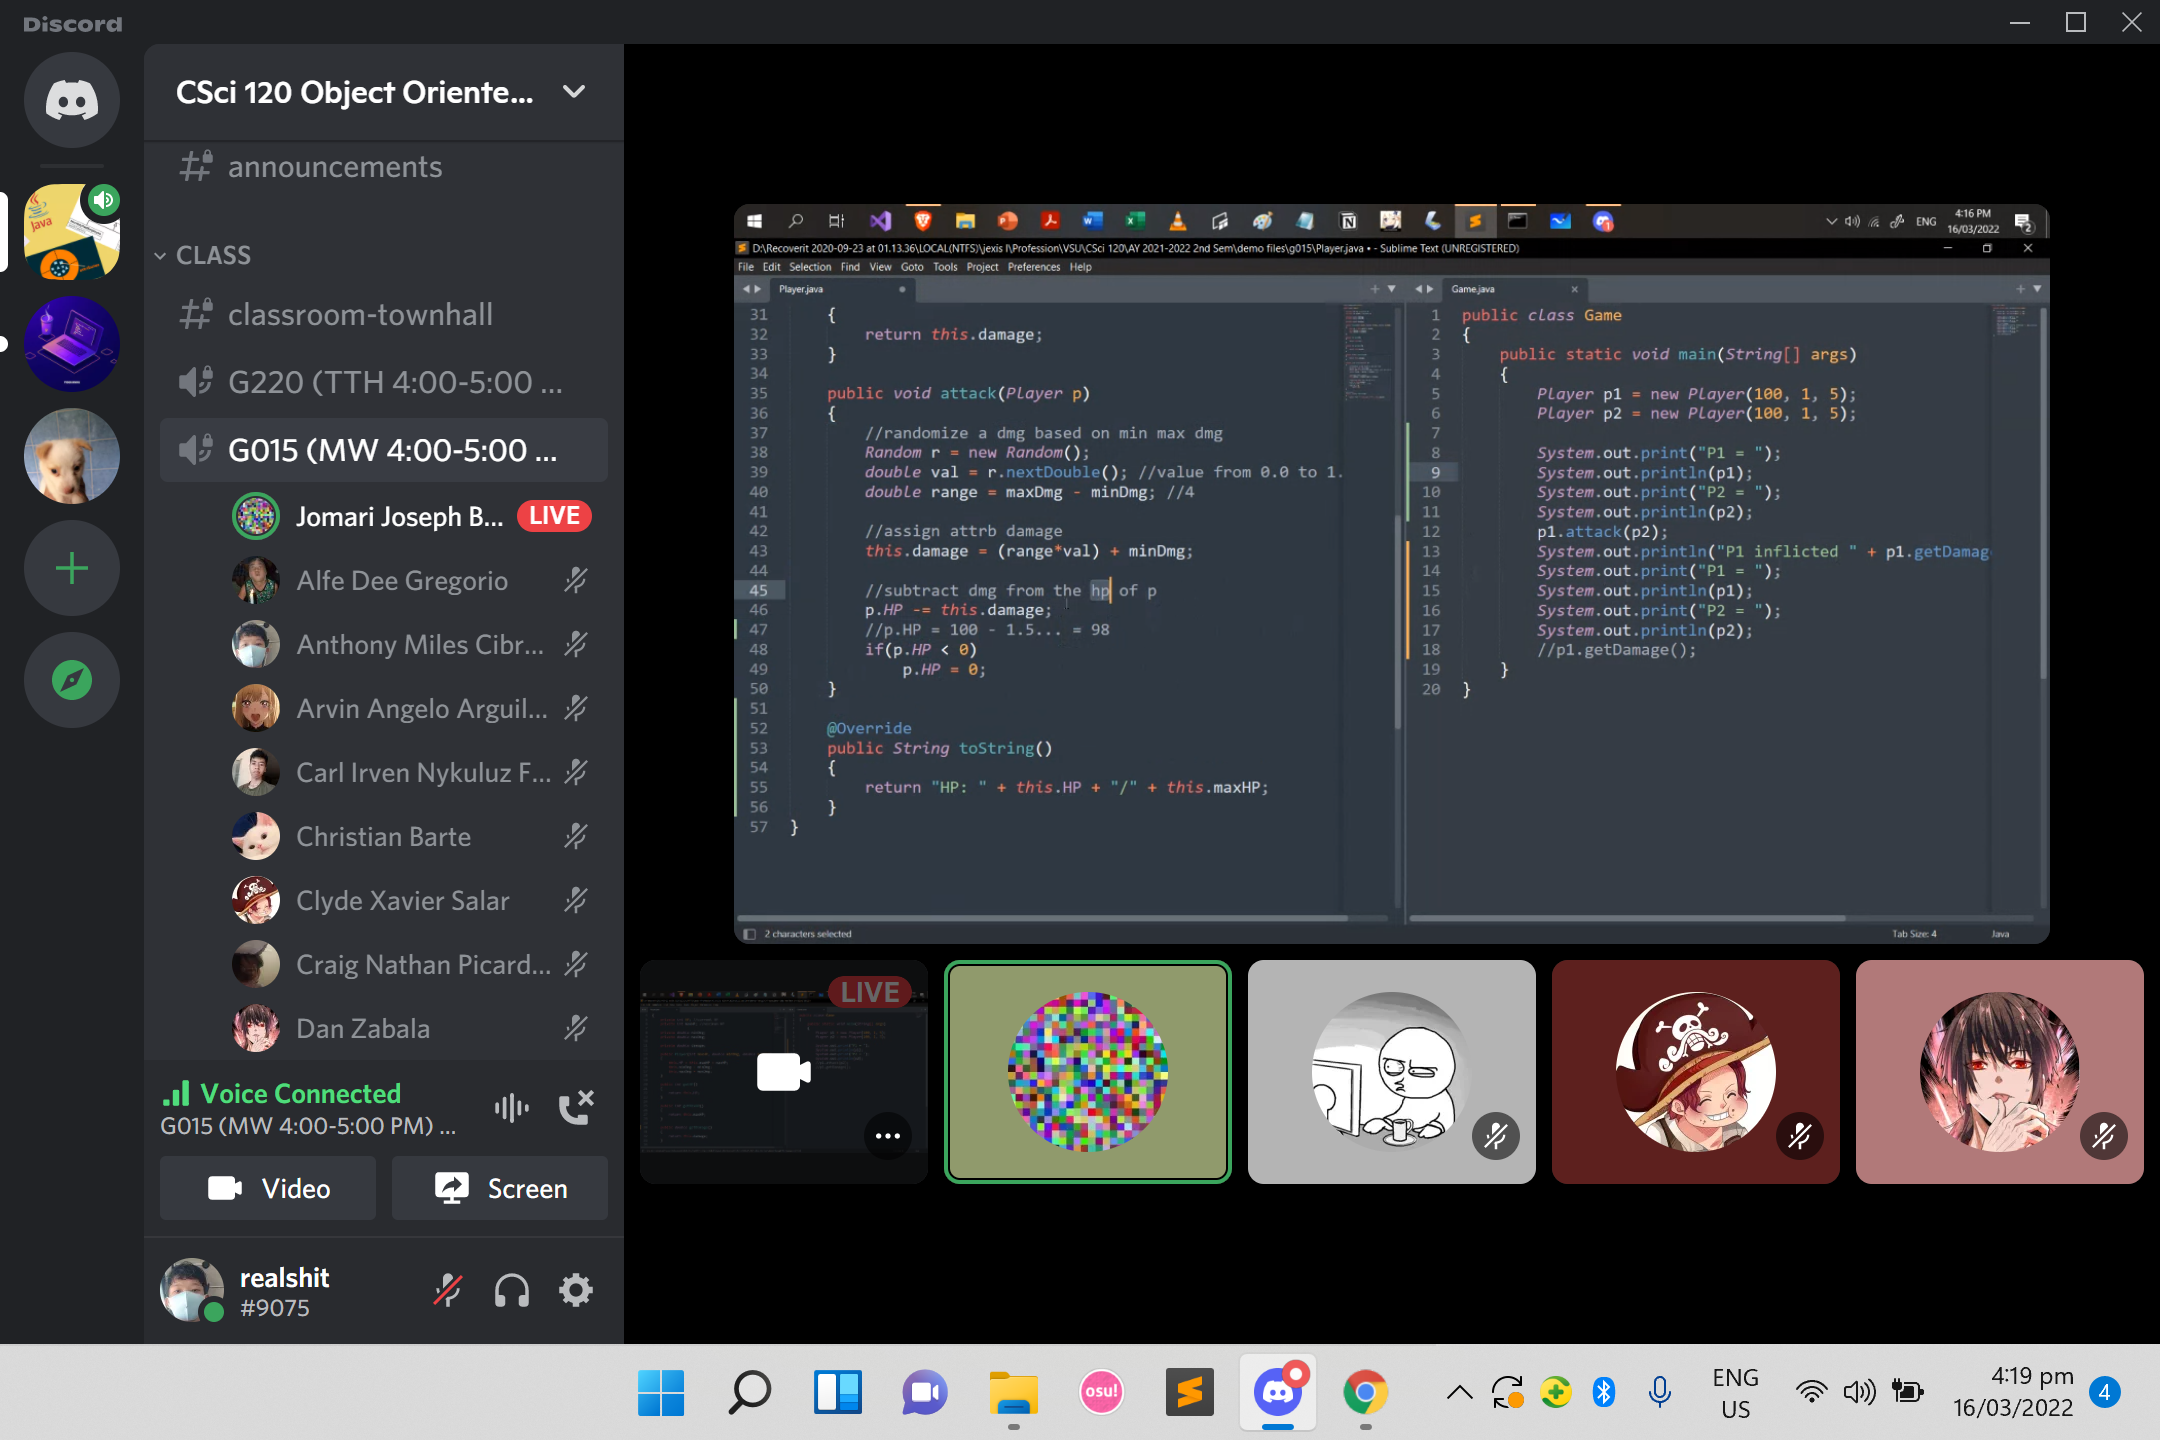 Discord
CSci 120 Object Oriente...
announcements
CLASS
classroom-townhall
G220 (TTH 4:00-5:00 ...
G015 (MW 4:00-5:00 ...
Jomari Joseph B... LIVE
Alfe Dee Gregorio
Anthony Miles Cibr...
Arvin Angelo Arguil...
Carl Irven Nykuluz F...
Christian Barte
Clyde Xavier Salar
Craig Nathan Picard...
Dan Zabala
Voice Connected
G015 (MW 4:00-5:00 PM) ...
Video Screen
realshit
#9075
Java
ENG 4:16 PM
16/03/2022 2
D:\Recoverit 2020-09-23 at 01.13.36\LOCAL(NTFS)\jexis I\Profession\VSU\CSci 120\AY 2021-2022 2nd Sem\demo files\g015\Player.java • - Sublime Text (UNREGISTERED)
File Edit Selection Find View Goto Tools Project Preferences Help
Player.java
31 {
32 return this.damage;
33 }
34
35 public void attack(Player p)
36 {
37 //randomize a dmg based on min max dmg
38 Random r = new Random();
39 double val = r.nextDouble(); //value from 0.0 to 1.
40 double range = maxDmg - minDmg; //4
41
42 //assign attrb damage
43 this.damage = (range*val) + minDmg;
44
45 //subtract dmg from the hp of p
46 p.HP -= this.damage;
47 //p.HP = 100 - 1.5... = 98
48 if(p.HP < 0)
49 p.HP = 0;
50 }
51
52 @Override
53 public String toString()
54 {
55 return "HP: " + this.HP + "/" + this.maxHP;
56 }
57 }
Game.java
1 public class Game
2 {
3 public static void main(String[] args)
4 {
5 Player p1 = new Player(100, 1, 5);
6 Player p2 = new Player(100, 1, 5);
7
8 System.out.print("P1 = ");
9 System.out.println(p1);
10 System.out.print("P2 = ");
11 System.out.println(p2);
12 p1.attack(p2);
13 System.out.println("P1 inflicted " + p1.getDamag
14 System.out.print("P1 = ");
15 System.out.println(p1);
16 System.out.print("P2 = ");
17 System.out.println(p2);
18 //p1.getDamage();
19 }
20 }
2 characters selected Tab Size: 4 Java
LIVE
osu!
ENG
US
4:19 pm
16/03/2022
4